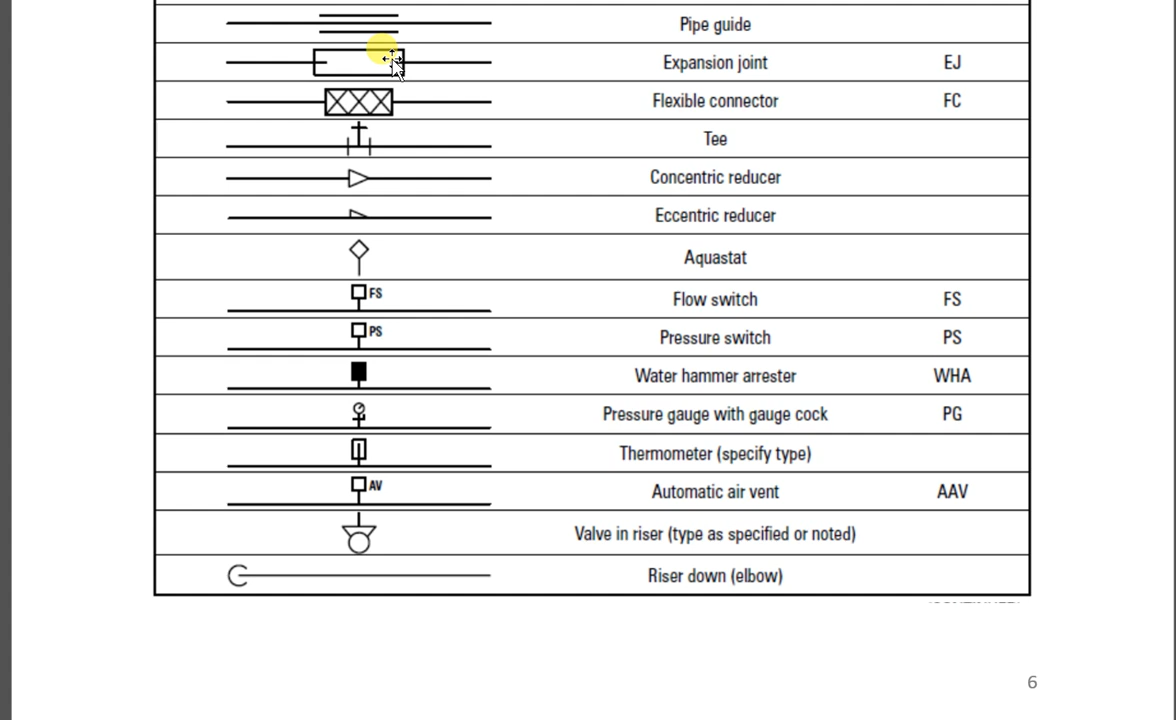 Pipe guide
Expansion joint EJ
Flexible connector FC
Tee
Concentric reducer
Eccentric reducer
Aquastat
FS Flow switch FS
PS Pressure switch PS
Water hammer arrester WHA
Pressure gauge with gauge cock PG
Thermometer (specify type)
AV Automatic air vent AAV
Valve in riser (type as specified or noted)
Riser down (elbow)
6